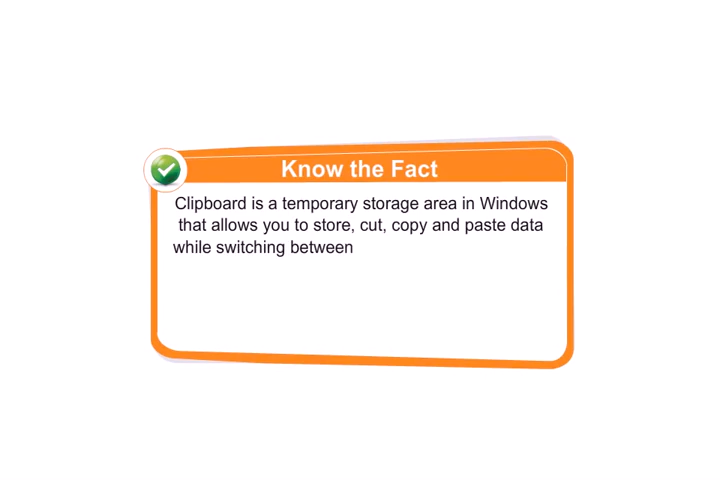 Know the Fact
Clipboard is a temporary storage area in Windows
that allows you to store, cut, copy and paste data
while switching between